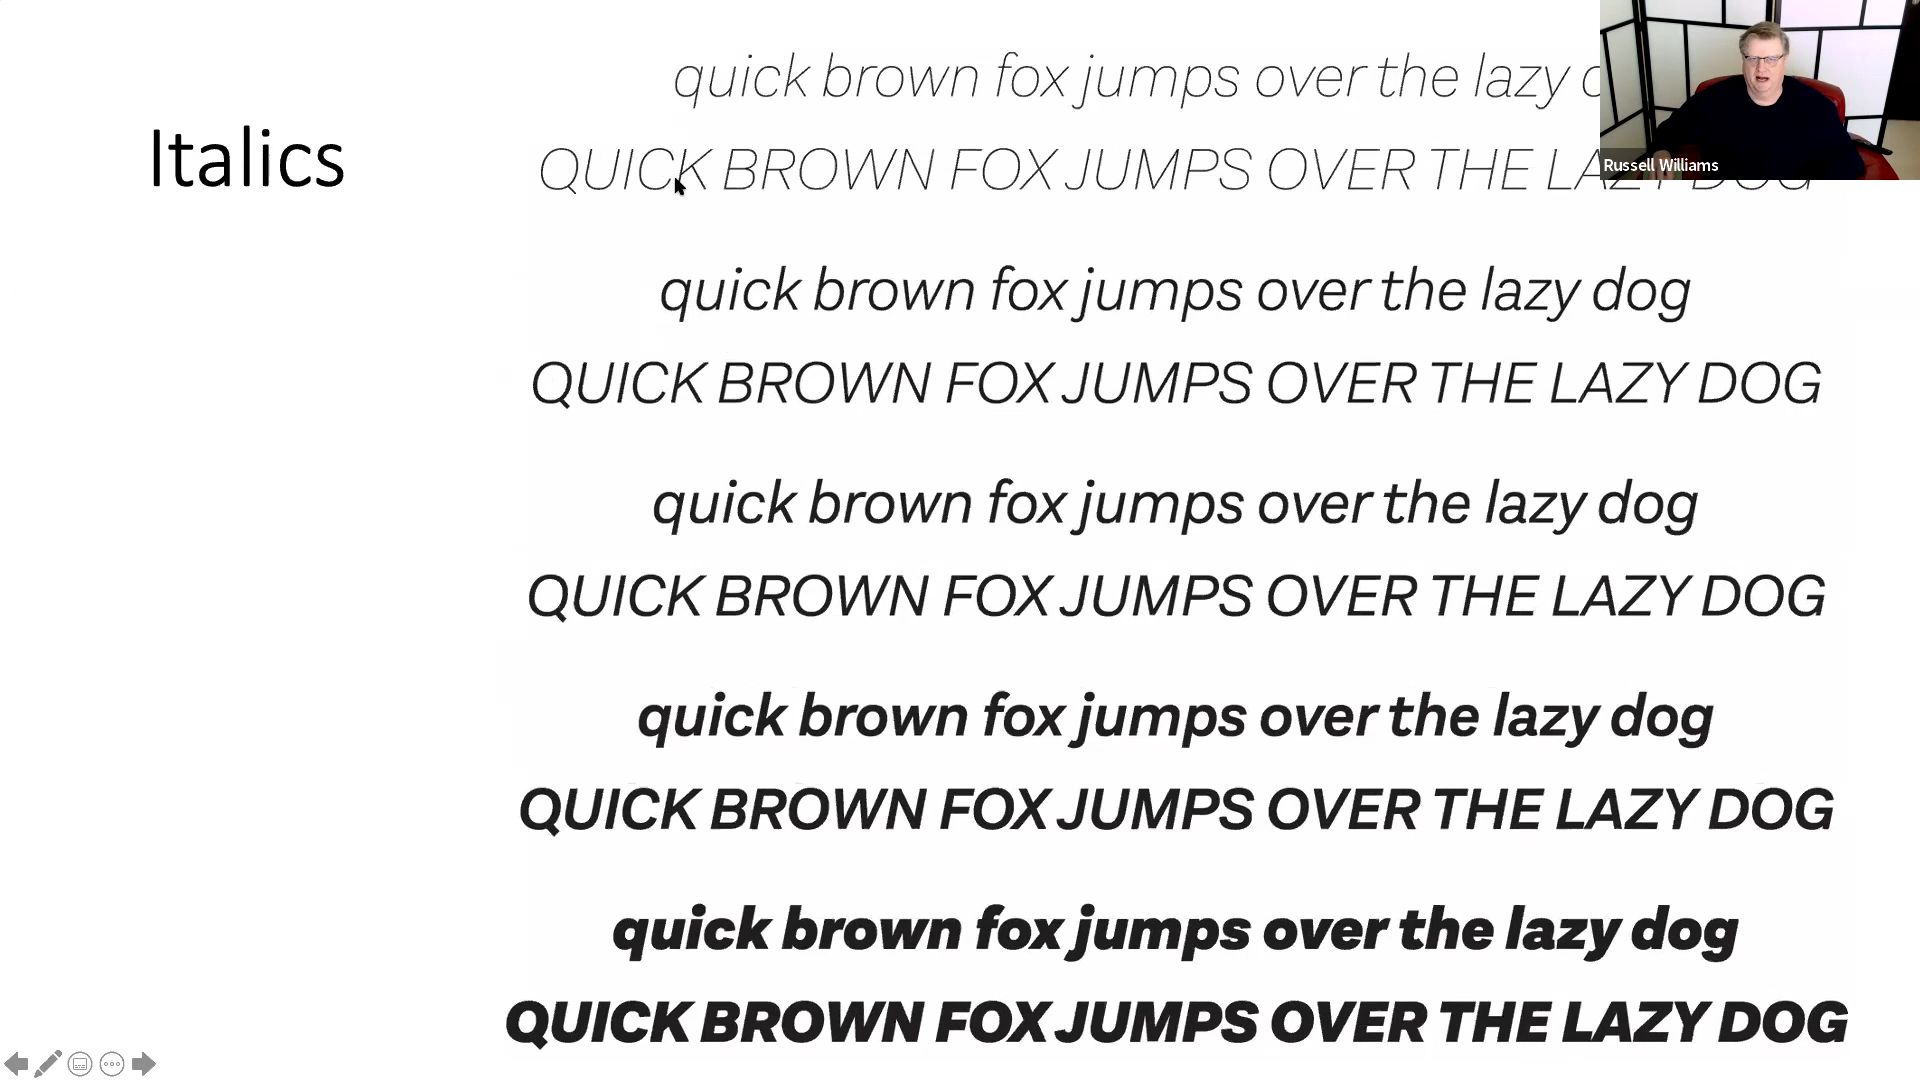 Italics
quick brown fox jumps over the lazy
QUICK BROWN FOX JUMPS OVER THE LAZY DOG
Russell Williams
quick brown fox jumps over the lazy dog
QUICK BROWN FOX JUMPS OVER THE LAZY DOG
quick brown fox jumps over the lazy dog
QUICK BROWN FOX JUMPS OVER THE LAZY DOG
quick brown fox jumps over the lazy dog
QUICK BROWN FOX JUMPS OVER THE LAZY DOG
quick brown fox jumps over the lazy dog
QUICK BROWN FOX JUMPS OVER THE LAZY DOG